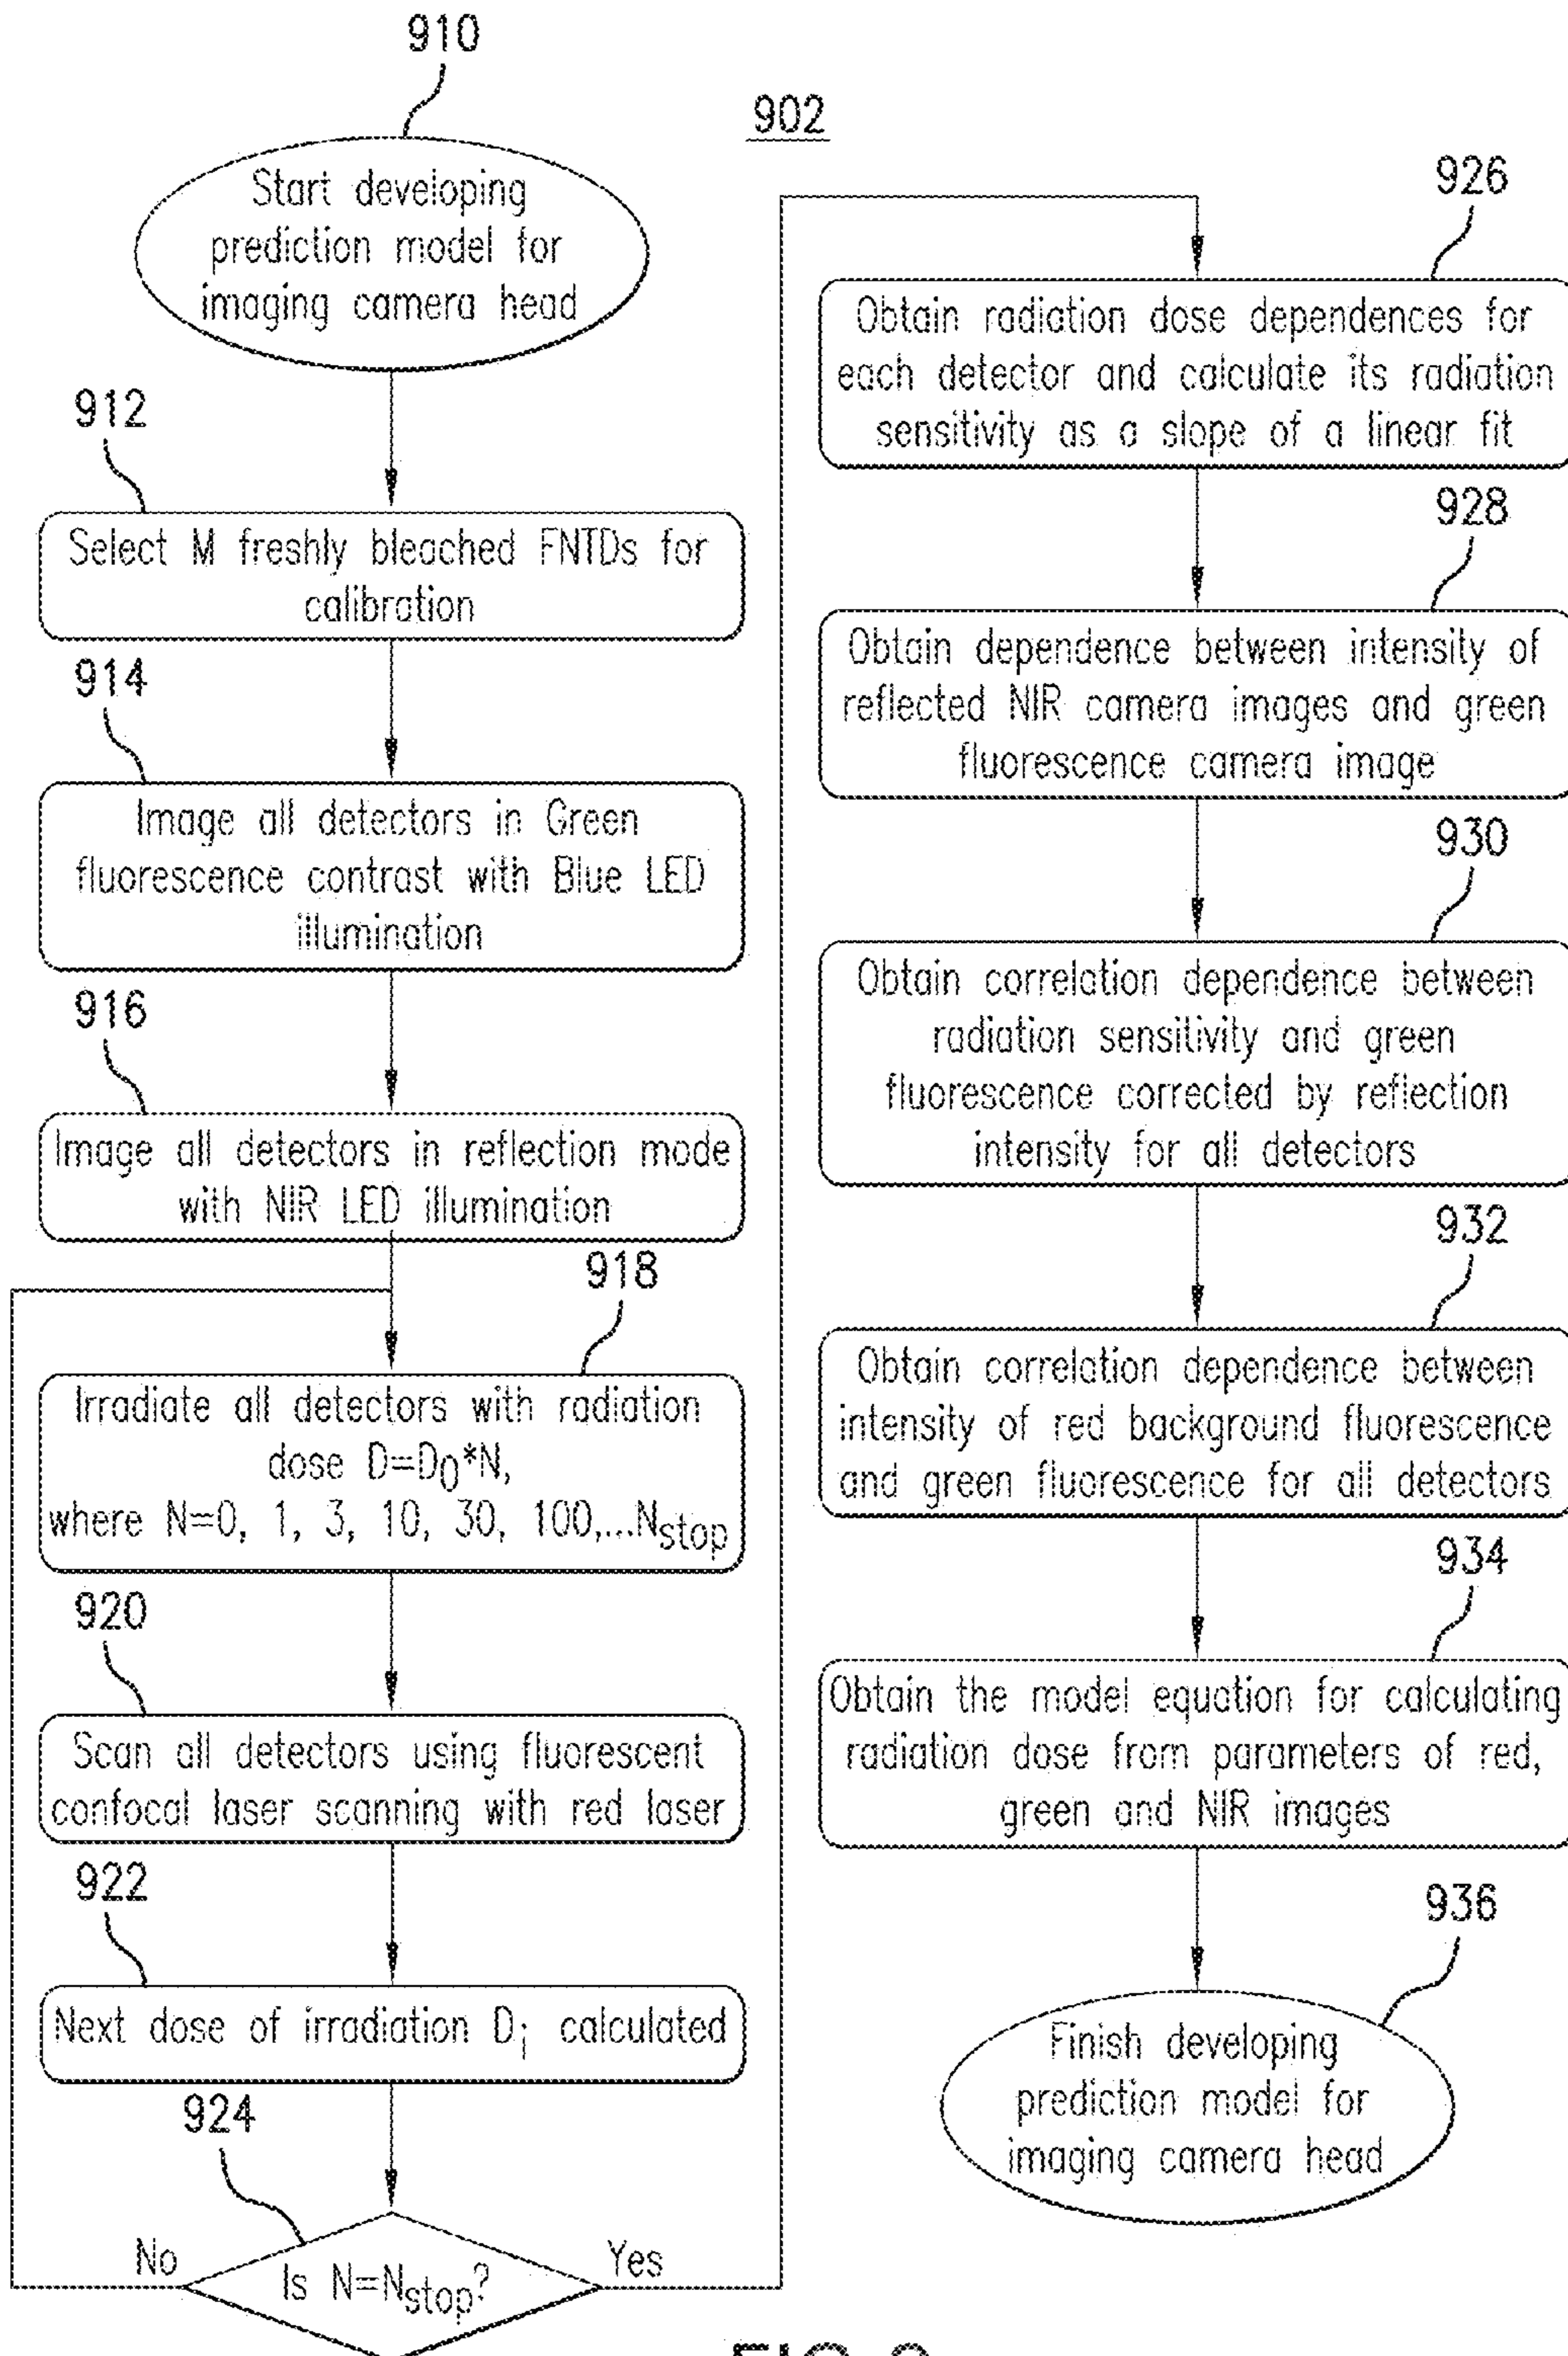 910
902
Start developing
prediction model for
imaging camera head
912
Select M freshly bleached FNTDs for
calibration
914
Image all detectors in Green
fluorescence contrast with Blue LED
illumination
916
Image all detectors in reflection mode
with NIR LED illumination
918
Irradiate all detectors with radiation
dose D=D0*N,
where N=0, 1, 3, 10, 30, 100,...Nstop
920
Scan all detectors using fluorescent
confocal laser scanning with red laser
922
Next dose of irradiation Di calculated
924
No
Is N=Nstop?
Yes
926
Obtain radiation dose dependences for
each detector and calculate its radiation
sensitivity as a slope of a linear fit
928
Obtain dependence between intensity of
reflected NIR camera images and green
fluorescence camera image
930
Obtain correlation dependence between
radiation sensitivity and green
fluorescence corrected by reflection
intensity for all detectors
932
Obtain correlation dependence between
intensity of red background fluorescence
and green fluorescence for all detectors
934
Obtain the model equation for calculating
radiation dose from parameters of red,
green and NIR images
936
Finish developing
prediction model for
imaging camera head